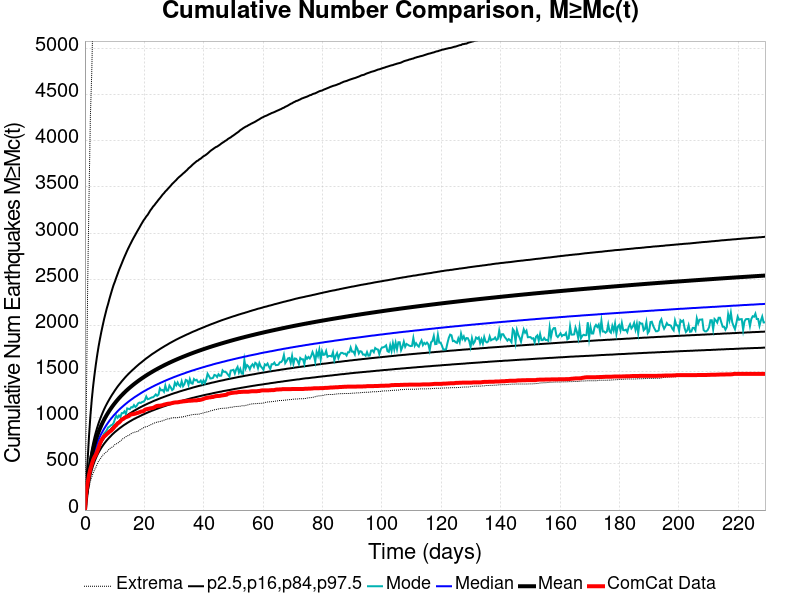 Cumulative Number Comparison, M≥Mc(t)
Cumulative Num Earthquakes M≥Mc(t)
5000
4500
4000
3500
3000
2500
2000
1500
1000
500
0
0 20 40 60 80 100 120 140 160 180 200 220
Time (days)
Extrema p2.5,p16,p84,p97.5 Mode Median Mean ComCat Data